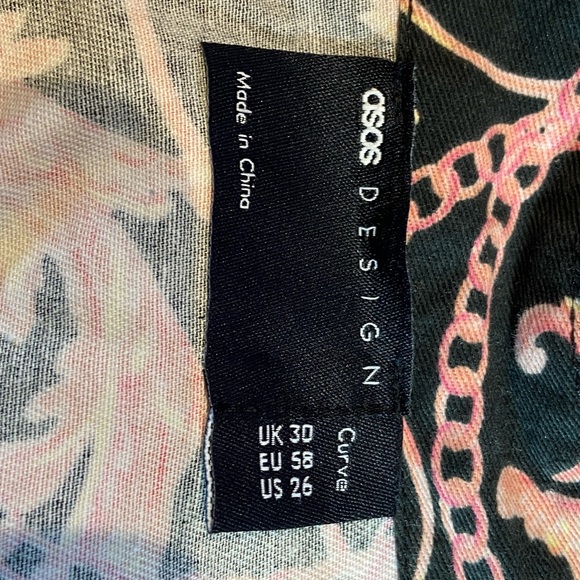 asos DESIGN
Made in China
Curve
UK 30
EU 58
US 26